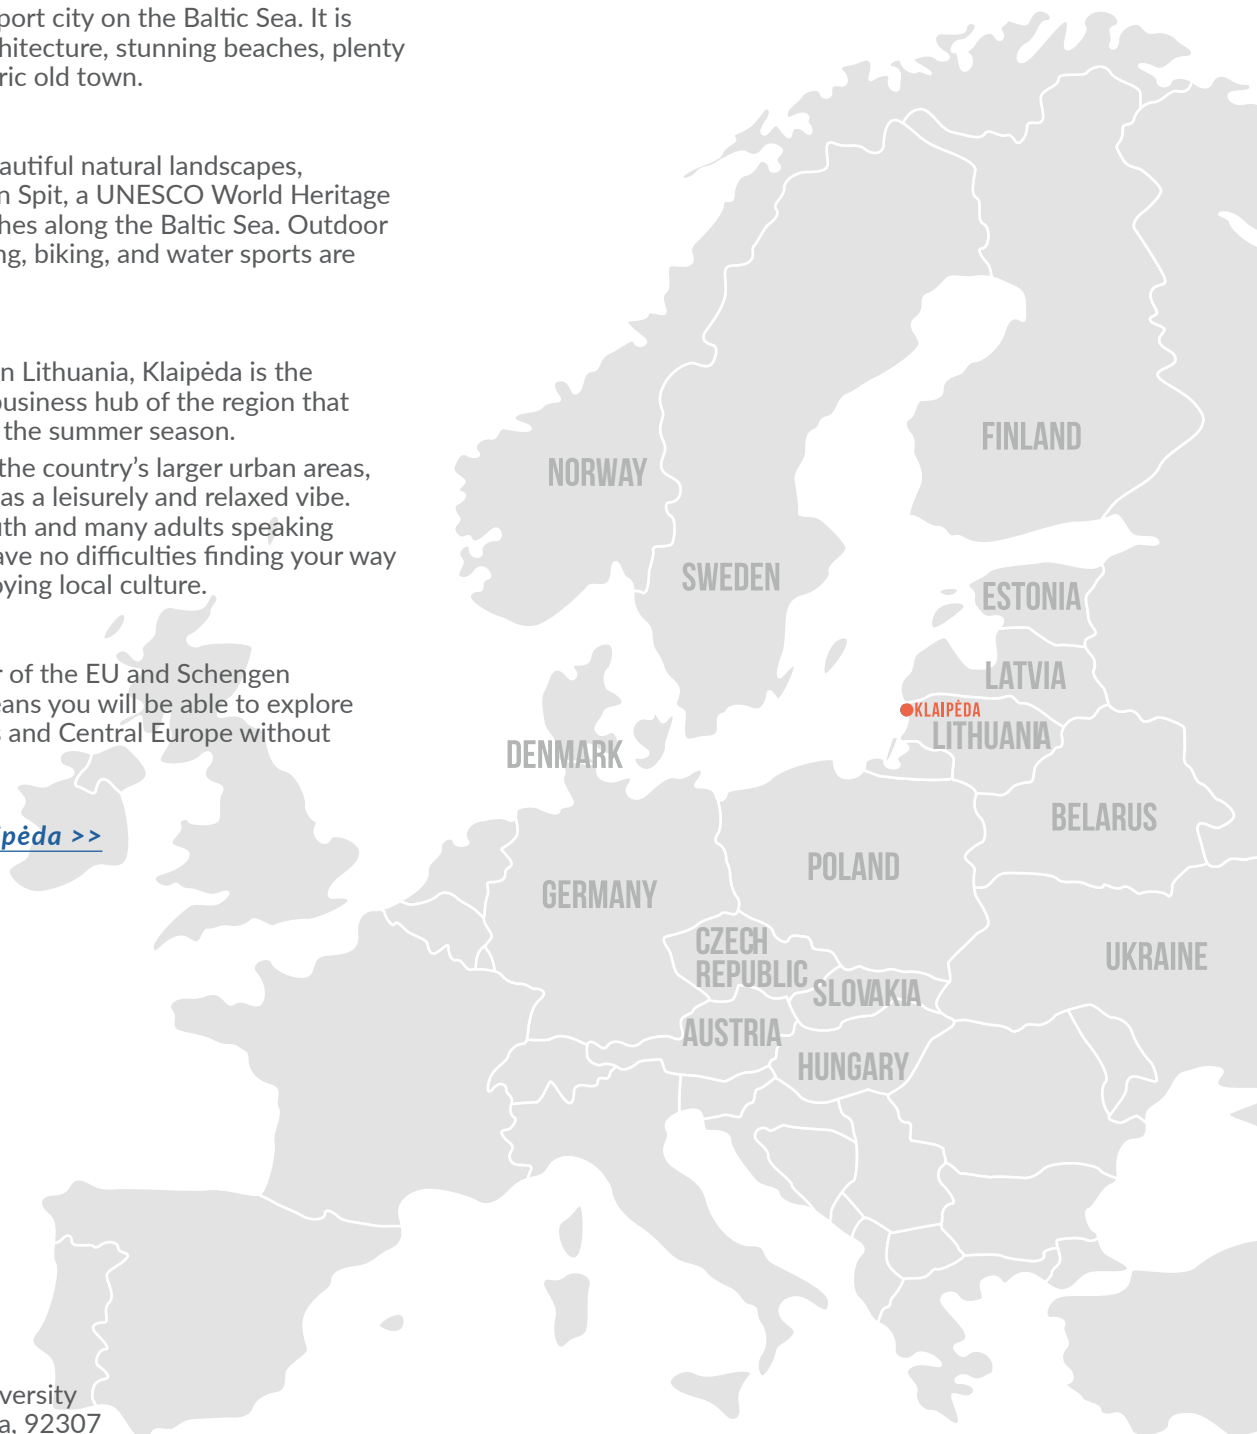 port city on the Baltic Sea. It is
hitecture, stunning beaches, plenty
ric old town.
autiful natural landscapes,
n Spit, a UNESCO World Heritage
hes along the Baltic Sea. Outdoor
ng, biking, and water sports are
n Lithuania, Klaipėda is the
business hub of the region that
the summer season.
the country's larger urban areas,
as a leisurely and relaxed vibe.
uth and many adults speaking
ave no difficulties finding your way
oying local culture.
r of the EU and Schengen
eans you will be able to explore
s and Central Europe without
pėda >>
versity
a, 92307
NORWAY
FINLAND
SWEDEN
ESTONIA
LATVIA
KLAIPĖDA
LITHUANIA
DENMARK
BELARUS
POLAND
GERMANY
CZECH
REPUBLIC
UKRAINE
SLOVAKIA
AUSTRIA
HUNGARY